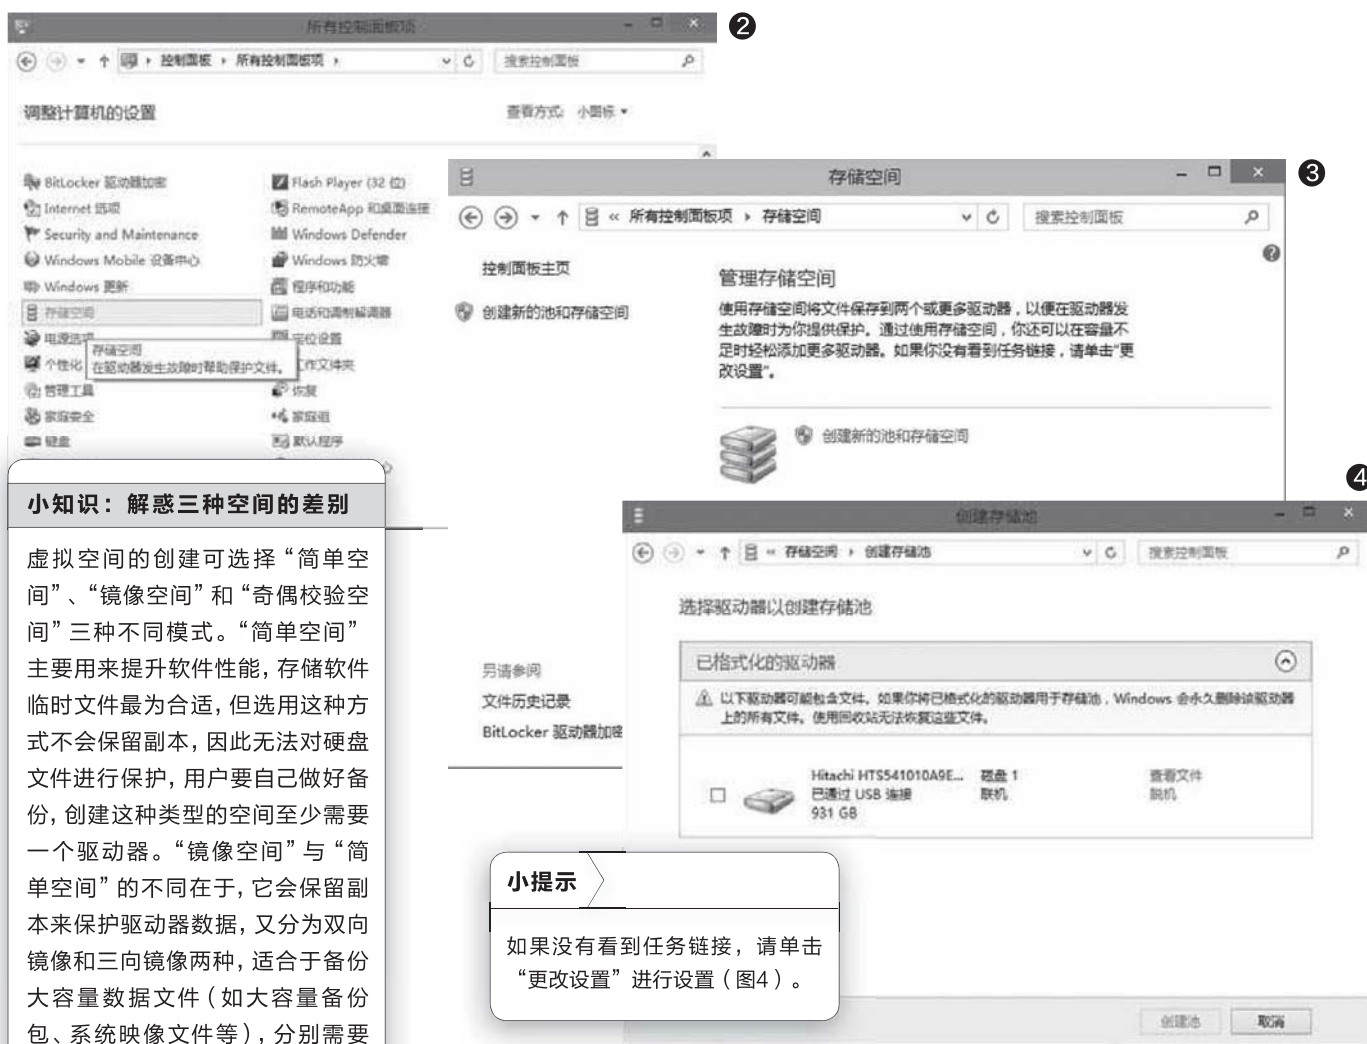 所有控制面板项
❷
控制面板 › 所有控制面板项 ›
搜索控制面板
调整计算机的设置
查看方式: 小图标
BitLocker 驱动器加密
Flash Player (32 位)
Internet 选项
RemoteApp 和桌面连接
Security and Maintenance
Windows Defender
Windows Mobile 设备中心
Windows 防火墙
Windows 更新
程序和功能
存储空间
电话和调制解调器
电源选项
定位设置
存储空间
在驱动器发生故障时帮助保护文件。
个性化
工作文件夹
管理工具
恢复
家庭安全
家庭组
键盘
默认程序
存储空间
❸
« 所有控制面板项 › 存储空间
搜索控制面板
控制面板主页
创建新的池和存储空间
管理存储空间
使用存储空间将文件保存到两个或更多驱动器，以便在驱动器发
生故障时为你提供保护。通过使用存储空间，你还可以在容量不
足时轻松添加更多驱动器。如果你没有看到任务链接，请单击“更
改设置”。
创建新的池和存储空间
另请参阅
文件历史记录
BitLocker 驱动器加密
❹
创建存储池
« 存储空间 › 创建存储池
搜索控制面板
选择驱动器以创建存储池
已格式化的驱动器
以下驱动器可能包含文件。如果你将已格式化的驱动器用于存储池，Windows 会永久删除该驱动器
上的所有文件。使用回收站无法恢复这些文件。
Hitachi HTS541010A9E... 磁盘 1 查看文件
已通过 USB 连接 联机 脱机
931 GB
创建池 取消
小知识：解惑三种空间的差别
虚拟空间的创建可选择“简单空
间”、“镜像空间”和“奇偶校验空
间”三种不同模式。“简单空间”
主要用来提升软件性能，存储软件
临时文件最为合适，但选用这种方
式不会保留副本，因此无法对硬盘
文件进行保护，用户要自己做好备
份，创建这种类型的空间至少需要
一个驱动器。“镜像空间”与“简
单空间”的不同在于，它会保留副
本来保护驱动器数据，又分为双向
镜像和三向镜像两种，适合于备份
大容量数据文件（如大容量备份
包、系统映像文件等），分别需要
小提示
如果没有看到任务链接，请单击
“更改设置”进行设置（图4）。